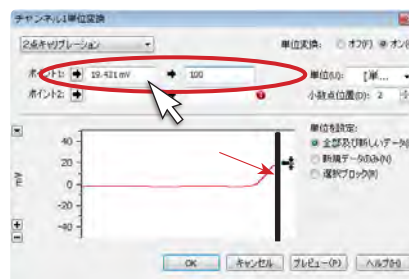 チャンネル1単位変換
2点キャリブレーション
単位変換: オフ(F) オン(
ポイント1: 19.421 mV 100 単位(U): [単...
ポイント2: 小数点位置(D): 2
単位を設定:
全部及び新しいデータ(
新規データのみ(N)
選択ブロック(B)
mV
40
20
0
-20
-40
OK キャンセル プレビュー(P) ヘルプ(H)